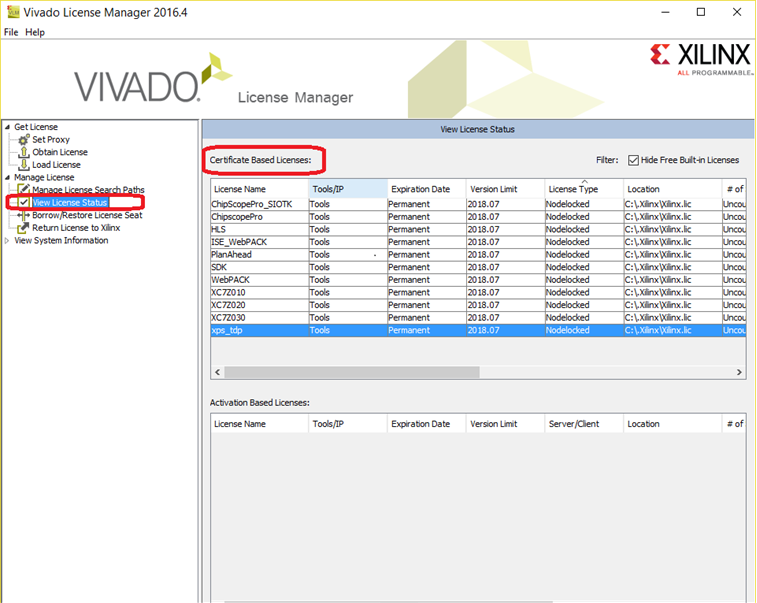 Vivado License Manager 2016.4
File Help
VIVADO. License Manager
XILINX
ALL PROGRAMMABLE.
Get License
Set Proxy
Obtain License
Load License
Manage License
Manage License Search Paths
View License Status
Borrow/Restore License Seat
Return License to Xilinx
View System Information
View License Status
Certificate Based Licenses: Filter: Hide Free Built-in Licenses
License Name Tools/IP Expiration Date Version Limit License Type Location # of
ChipScopePro_SIOTK Tools Permanent 2018.07 Nodelocked C:\.Xilinx\Xilinx.lic Uncou
ChipscopePro Tools Permanent 2018.07 Nodelocked C:\.Xilinx\Xilinx.lic Uncou
HLS Tools Permanent 2018.07 Nodelocked C:\.Xilinx\Xilinx.lic Uncou
ISE_WebPACK Tools Permanent 2018.07 Nodelocked C:\.Xilinx\Xilinx.lic Uncou
PlanAhead Tools Permanent 2018.07 Nodelocked C:\.Xilinx\Xilinx.lic Uncou
SDK Tools Permanent 2018.07 Nodelocked C:\.Xilinx\Xilinx.lic Uncou
WebPACK Tools Permanent 2018.07 Nodelocked C:\.Xilinx\Xilinx.lic Uncou
XC7Z010 Tools Permanent 2018.07 Nodelocked C:\.Xilinx\Xilinx.lic Uncou
XC7Z020 Tools Permanent 2018.07 Nodelocked C:\.Xilinx\Xilinx.lic Uncou
XC7Z030 Tools Permanent 2018.07 Nodelocked C:\.Xilinx\Xilinx.lic Uncou
xps_tdp Tools Permanent 2018.07 Nodelocked C:\.Xilinx\Xilinx.lic Uncou
Activation Based Licenses:
License Name Tools/IP Expiration Date Version Limit Server/Client Location # of